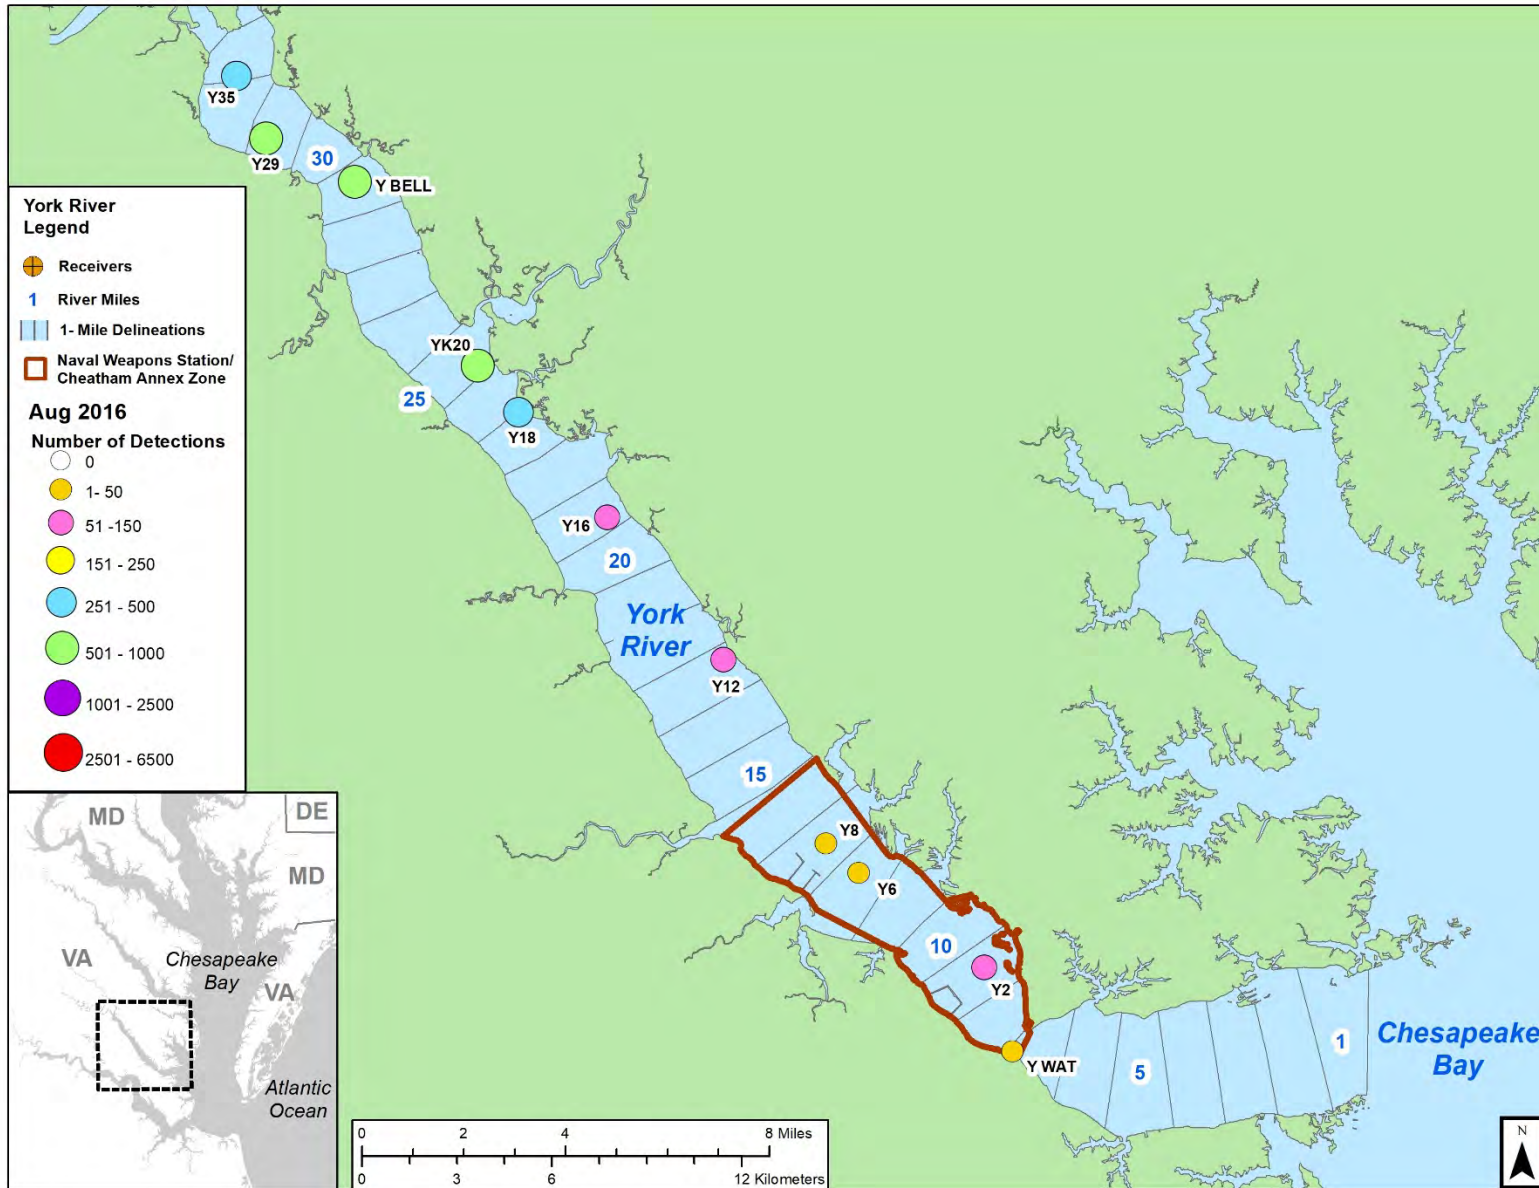 Y35
Y29
30
Y BELL
York River
Legend
Receivers
1 River Miles
1- Mile Delineations
Naval Weapons Station/
Cheatham Annex Zone
Aug 2016
Number of Detections
0
1- 50
51 -150
151 - 250
251 - 500
501 - 1000
1001 - 2500
2501 - 6500
YK20
25
Y18
Y16
20
York
River
Y12
15
Y8
Y6
10
Y2
Y WAT
5
1
Chesapeake
Bay
MD
DE
MD
VA
Chesapeake
Bay
VA
Atlantic
Ocean
0 2 4 8 Miles
0 3 6 12 Kilometers
N